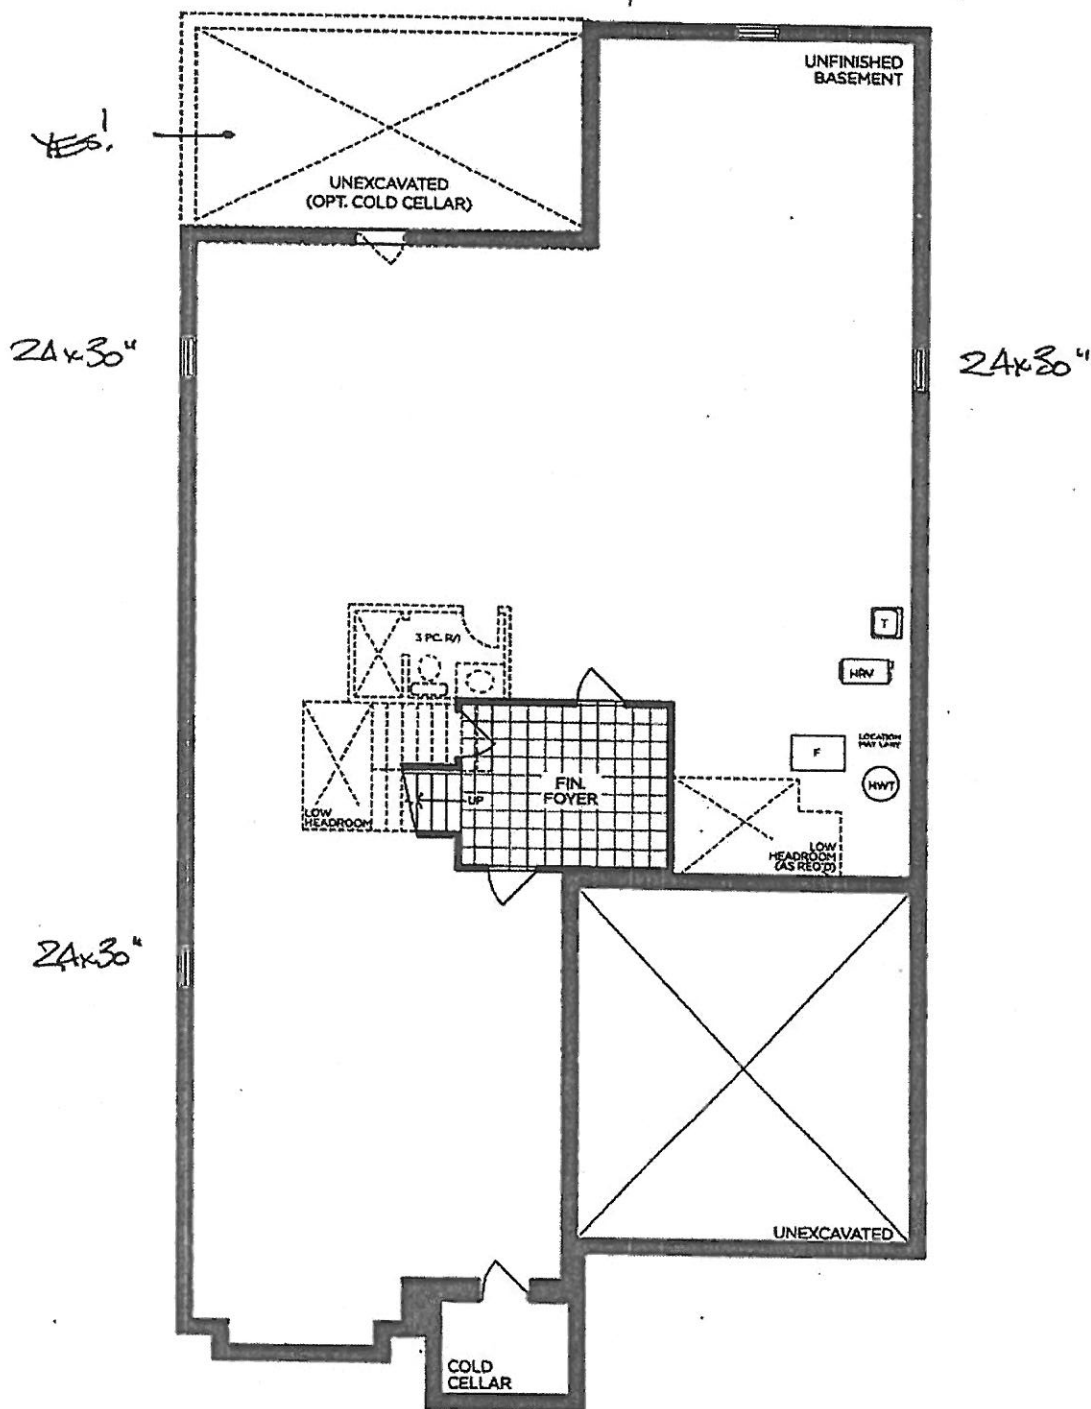 UNFINISHED
BASEMENT
YES!
UNEXCAVATED
(OPT. COLD CELLAR)
24x30"
24x30"
T
3 PC. R/I
HRV
LOCATION
MAY VARY
F
HWT
FIN.
FOYER
UP
LOW
HEADROOM
LOW
HEADROOM
(AS REQ'D)
24x30"
UNEXCAVATED
COLD
CELLAR